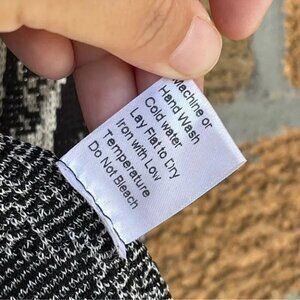 Machine or
Hand Wash
Cold water
Lay Flat to Dry
Iron with Low
Temperature
Do Not Bleach